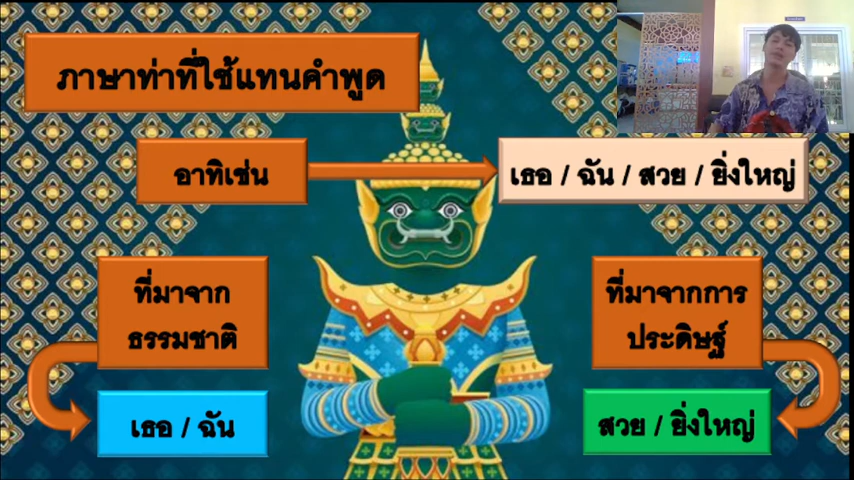 ภาษาท่าที่ใช้แทนคำพูด
อาทิเช่น
เธอ / ฉัน / สวย / ยิ่งใหญ่
ที่มาจาก
ธรรมชาติ
ที่มาจากการ
ประดิษฐ์
เธอ / ฉัน
สวย / ยิ่งใหญ่